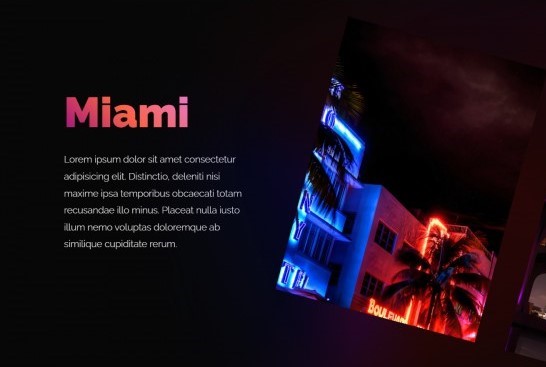 Miami
Lorem ipsum dolor sit amet consectetur
adipisicing elit. Distinctio, deleniti nisi
maxime ipsa temporibus obcaecati totam
recusandae illo minus. Placeat nulla iusto
illum nemo voluptas doloremque ab
similique cupiditate rerum.